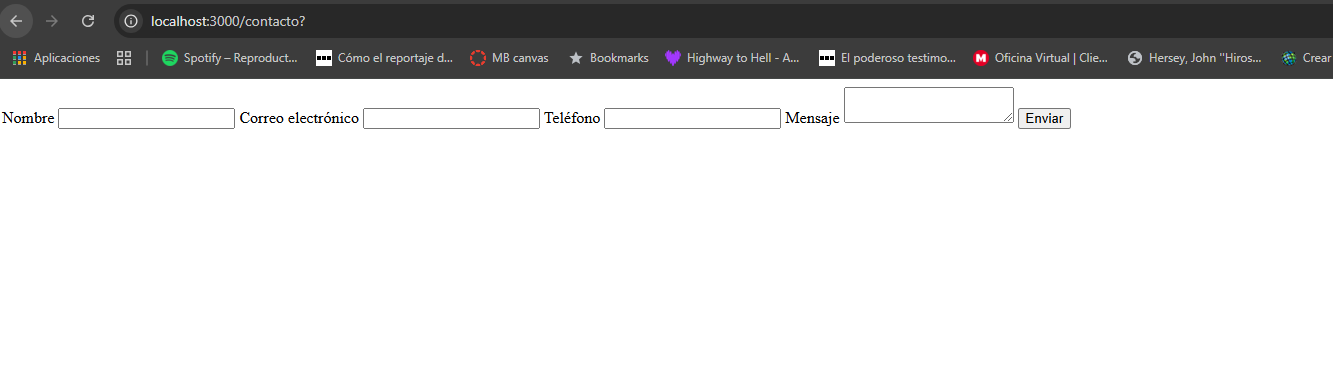 localhost:3000/contacto?
Aplicaciones Spotify – Reproduct... Cómo el reportaje d... MB canvas Bookmarks Highway to Hell - A... El poderoso testimo... Oficina Virtual | Clie... Hersey, John "Hiros... Crear
Nombre Correo electrónico Teléfono Mensaje Enviar